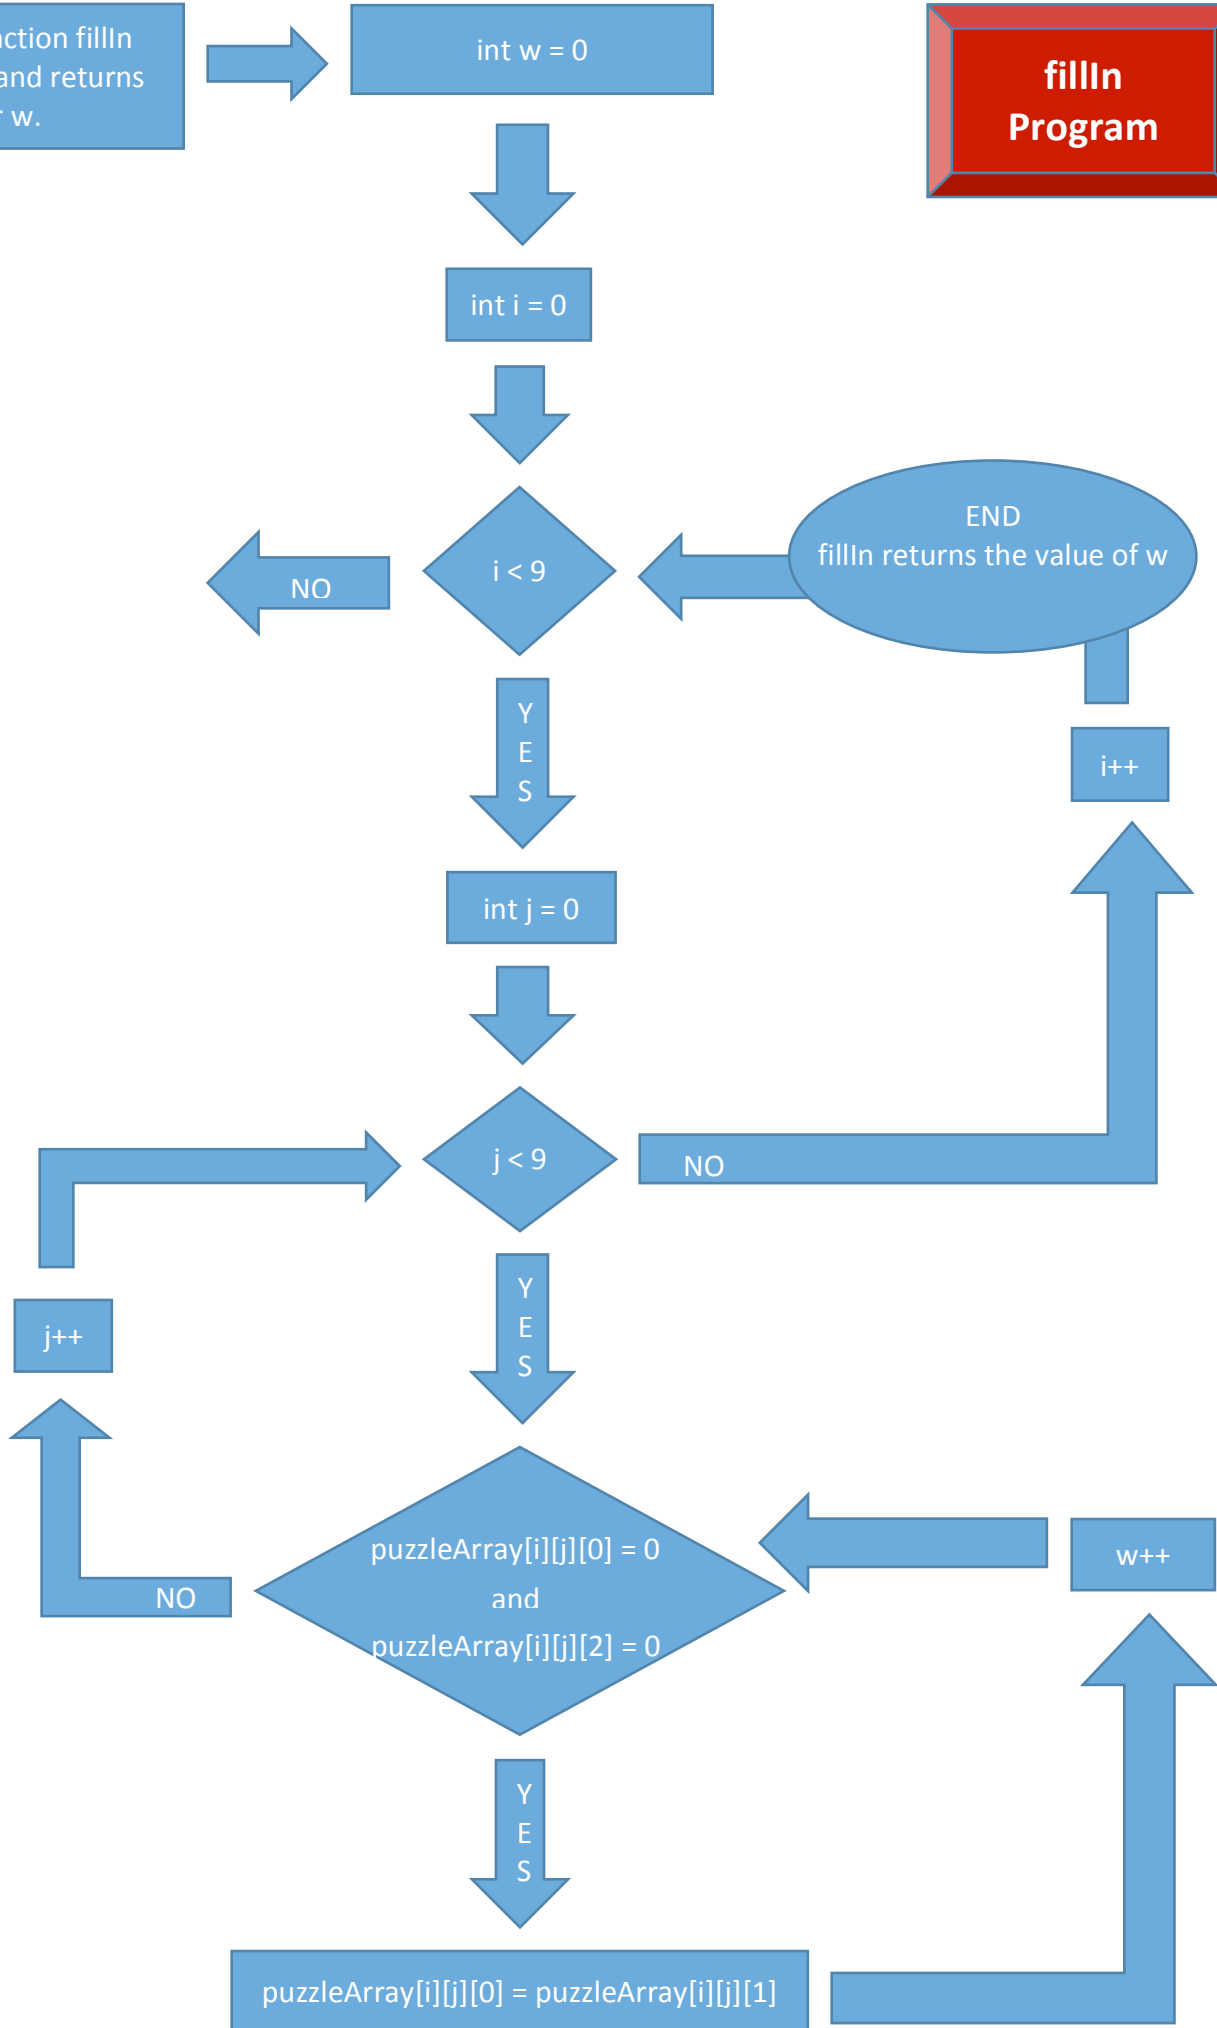 fillIn
and returns
w.
int w = 0
fillIn
Program
int i = 0
i < 9
NO
END
fillIn returns the value of w
Y
E
S
i++
int j = 0
j < 9
NO
Y
E
S
j++
puzzleArray[i][j][0] = 0
and
puzzleArray[i][j][2] = 0
NO
w++
Y
E
S
puzzleArray[i][j][0] = puzzleArray[i][j][1]